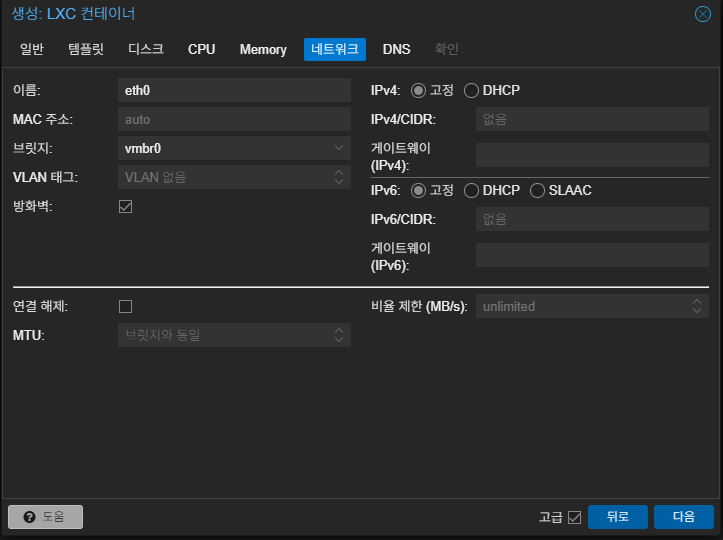 생성: LXC 컨테이너
일반 템플릿 디스크 CPU Memory 네트워크 DNS 확인
이름: eth0
MAC 주소: auto
브릿지: vmbr0
VLAN 태그: VLAN 없음
방화벽:
IPv4: 고정 DHCP
IPv4/CIDR: 없음
게이트웨이
(IPv4):
IPv6: 고정 DHCP SLAAC
IPv6/CIDR: 없음
게이트웨이
(IPv6):
연결 해제:
MTU: 브릿지와 동일
비율 제한 (MB/s): unlimited
도움 고급 뒤로 다음